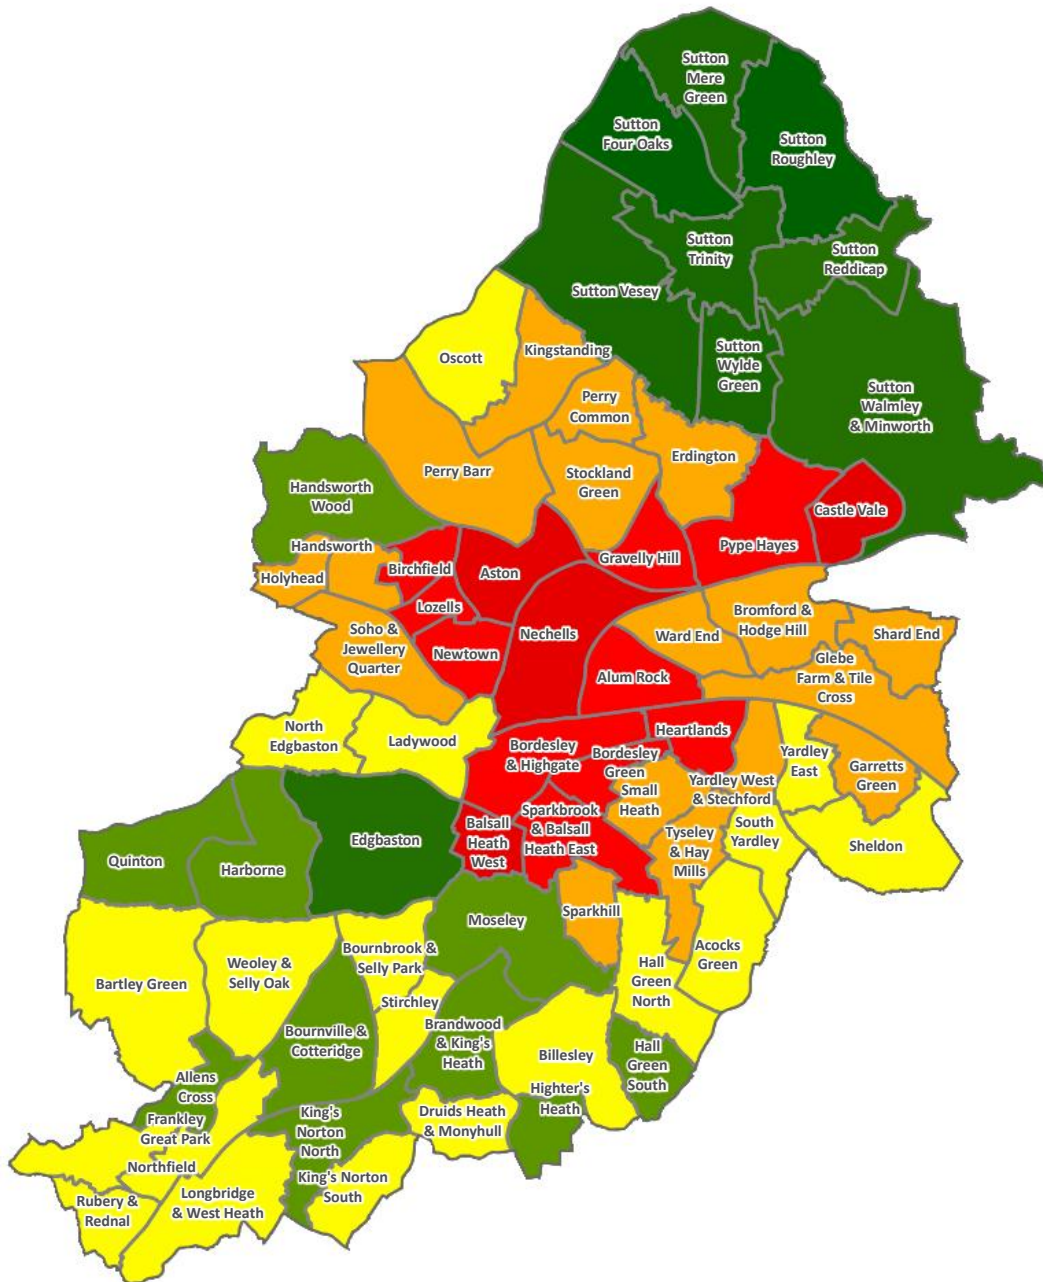 Sutton
Mere
Green
Sutton
Four Oaks
Sutton
Roughley
Sutton
Trinity
Sutton
Reddicap
Sutton Vesey
Sutton
Wylde
Green
Sutton
Walmley
& Minworth
Oscott
Kingstanding
Perry
Common
Erdington
Perry Barr
Stockland
Green
Handsworth
Wood
Castle Vale
Pype Hayes
Gravelly Hill
Handsworth
Holyhead
Birchfield
Aston
Lozells
Nechells
Newtown
Soho &
Jewellery
Quarter
Ward End
Bromford &
Hodge Hill
Shard End
Glebe
Farm & Tile
Cross
Alum Rock
North
Edgbaston
Ladywood
Bordesley
& Highgate
Bordesley
Green
Heartlands
Small
Heath
Yardley West
& Stechford
Yardley
East
Garretts
Green
South
Yardley
Sheldon
Quinton
Harborne
Edgbaston
Balsall
Heath
West
Sparkbrook
& Balsall
Heath East
Tyseley
& Hay
Mills
Moseley
Sparkhill
Acocks
Green
Hall
Green
North
Bartley Green
Weoley &
Selly Oak
Bournbrook &
Selly Park
Stirchley
Bournville &
Cotteridge
Brandwood
& King's
Heath
Billesley
Hall
Green
South
Highter's
Heath
Allens
Cross
Frankley
Great Park
Northfield
King's
Norton
North
Druids Heath
& Monyhull
King's Norton
South
Rubery &
Rednal
Longbridge
& West Heath